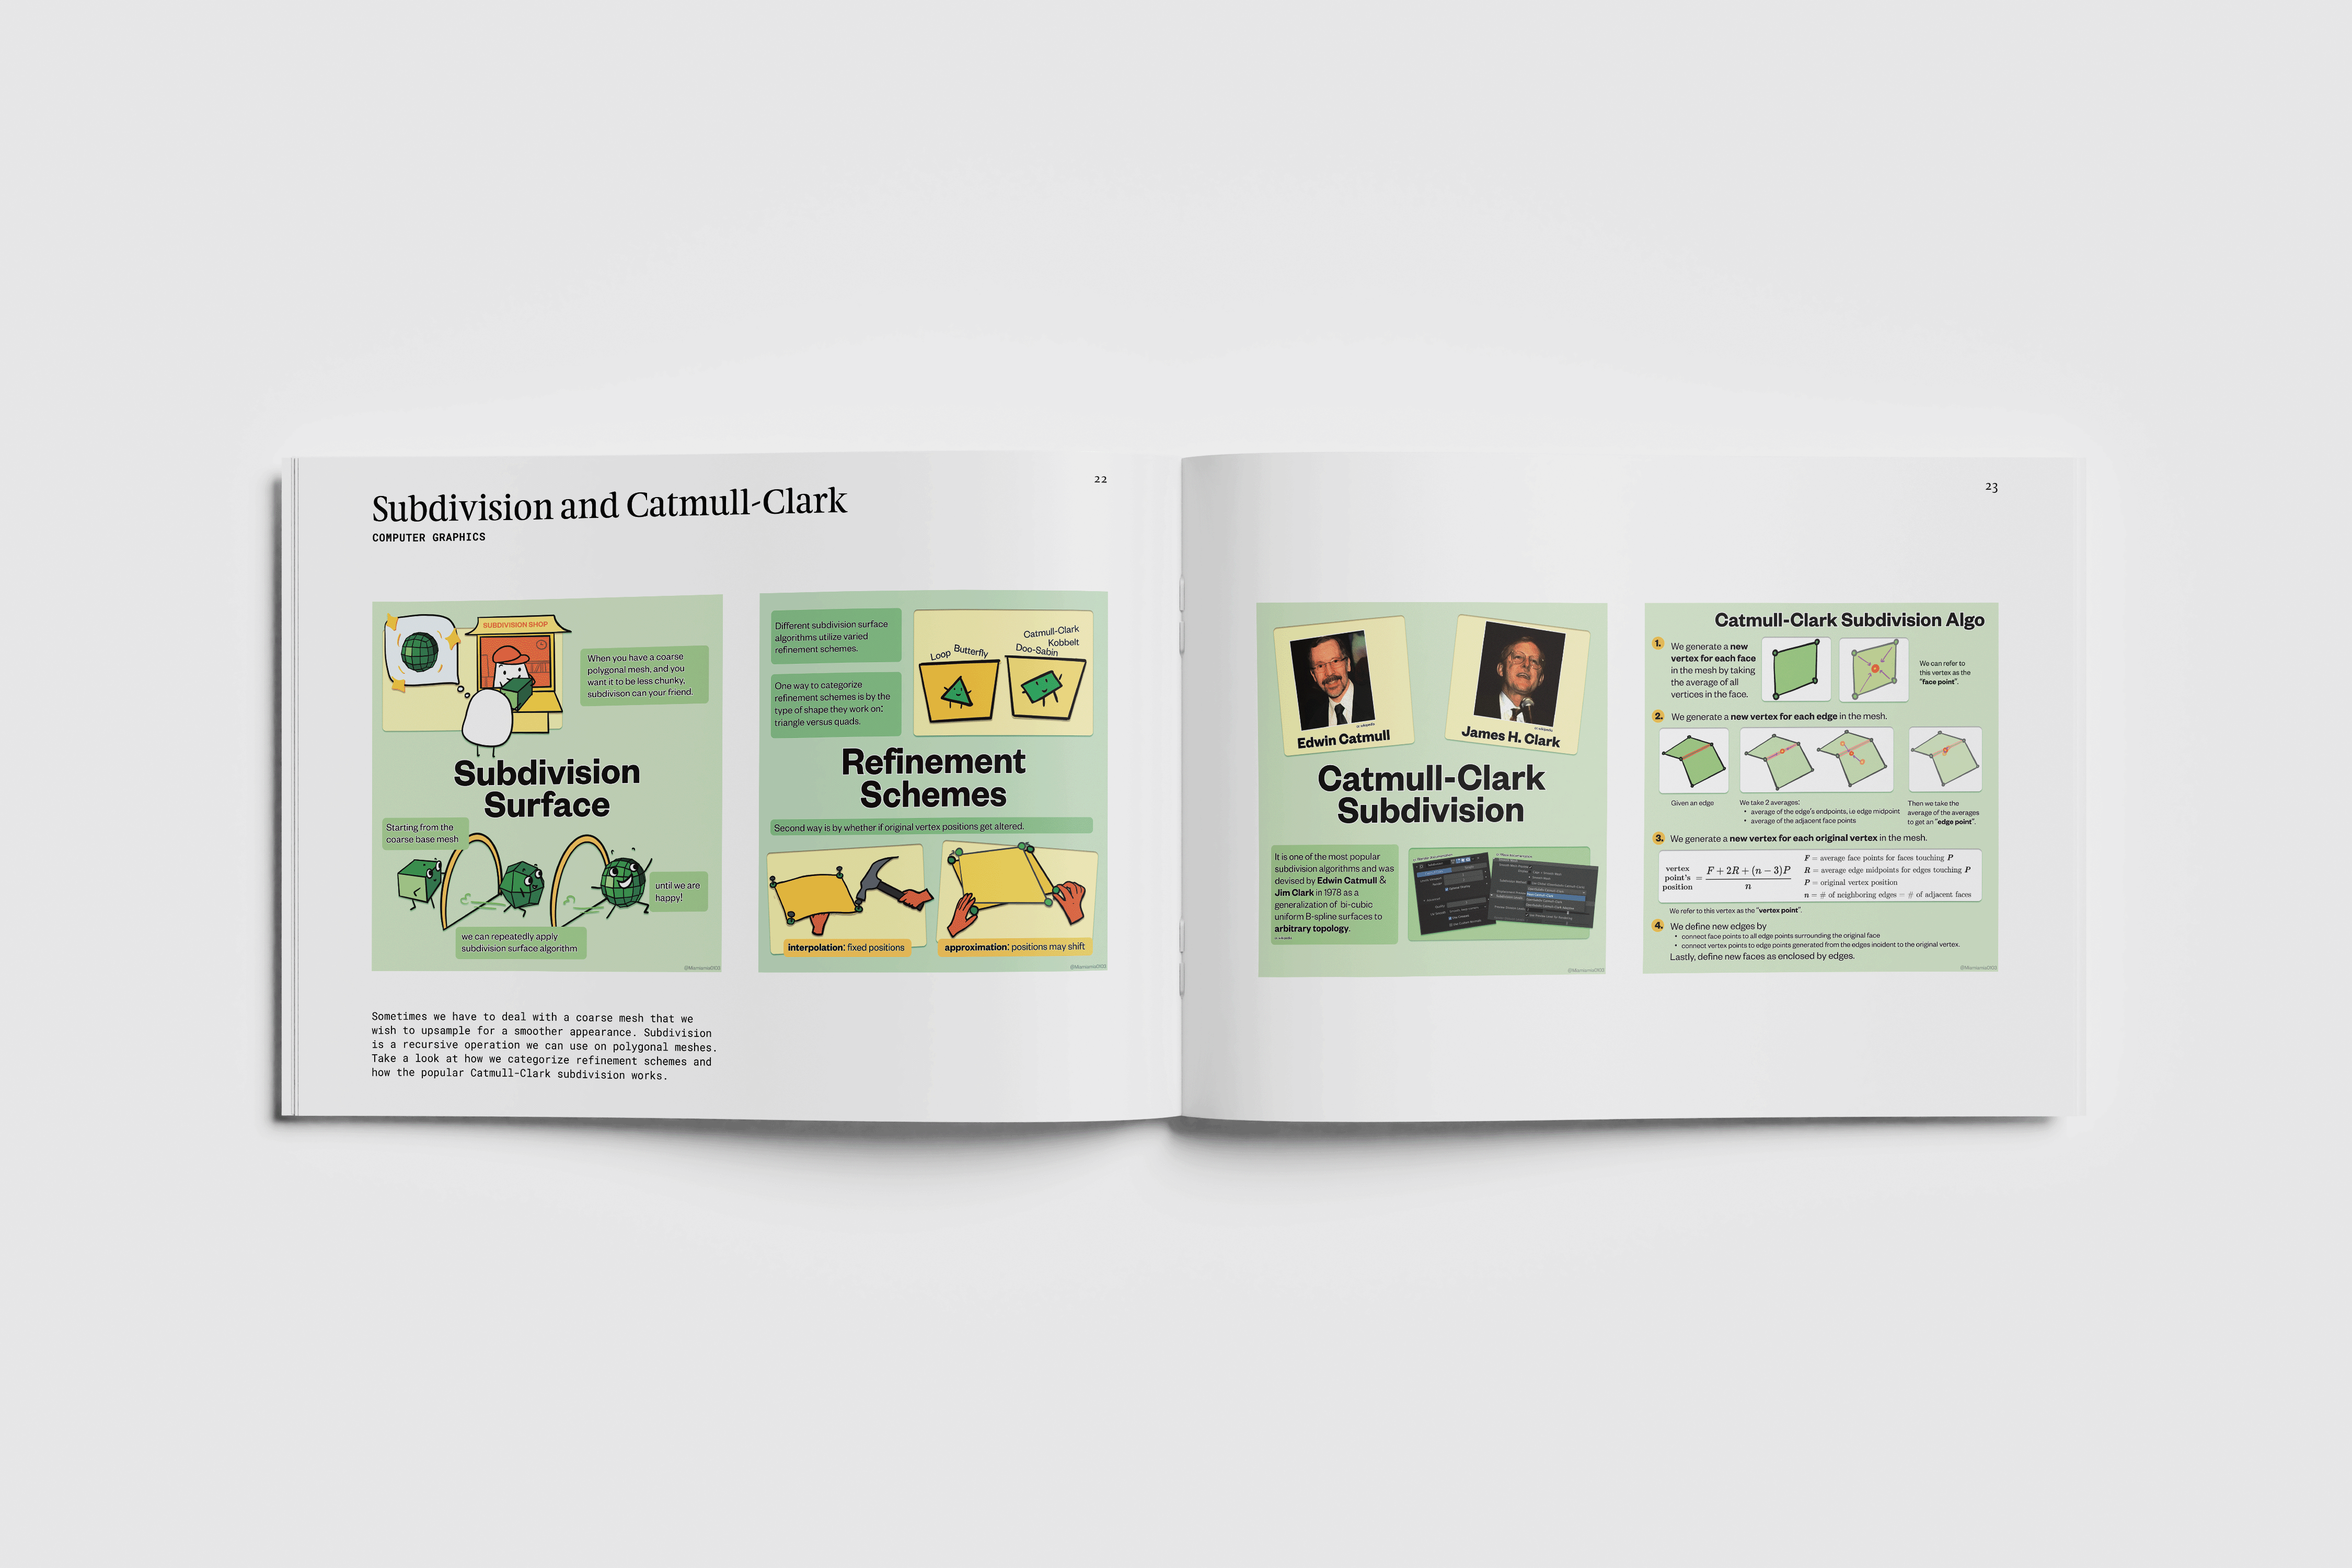 Subdivision and Catmull-Clark
COMPUTER GRAPHICS
22
SUBDIVISION SHOP
When you have a coarse
polygonal mesh, and you
want it to be less chunky,
subdivison can your friend.
Subdivision
Surface
Starting from the
coarse base mesh
until we are
happy!
we can repeatedly apply
subdivision surface algorithm
Different subdivision surface
algorithms utilize varied
refinement schemes.
One way to categorize
refinement schemes is by the
type of shape they work on:
triangle versus quads.
Loop Butterfly
Catmull-Clark
Kobbelt
Doo-Sabin
Refinement
Schemes
Second way is by whether if original vertex positions get altered.
interpolation: fixed positions
approximation: positions may shift
Sometimes we have to deal with a coarse mesh that we
wish to upsample for a smoother appearance. Subdivision
is a recursive operation we can use on polygonal meshes.
Take a look at how we categorize refinement schemes and
how the popular Catmull-Clark subdivision works.
23
Edwin Catmull
James H. Clark
Catmull-Clark
Subdivision
It is one of the most popular
subdivision algorithms and was
devised by Edwin Catmull &
Jim Clark in 1978 as a
generalization of bi-cubic
uniform B-spline surfaces to
arbitrary topology.
Catmull-Clark Subdivision Algo
1. We generate a new
vertex for each face
in the mesh by taking
the average of all
vertices in the face.
We can refer to
this vertex as the
"face point".
2. We generate a new vertex for each edge in the mesh.
Given an edge
We take 2 averages:
• average of the edge's endpoints, i.e edge midpoint
• average of the adjacent face points
Then we take the
average of the averages
to get an "edge point".
3. We generate a new vertex for each original vertex in the mesh.
vertex
point's
position
= F + 2R + (n − 3)P
n
F = average face points for faces touching P
R = average edge midpoints for edges touching P
P = original vertex position
n = # of neighboring edges = # of adjacent faces
We refer to this vertex as the "vertex point".
4. We define new edges by
• connect face points to all edge points surrounding the original face
• connect vertex points to edge points generated from the edges incident to the original vertex.
Lastly, define new faces as enclosed by edges.